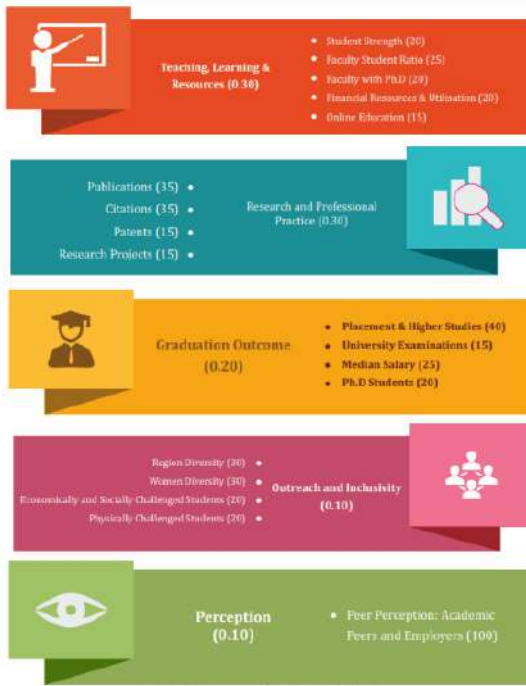 Teaching, Learning &
Resources (0.30)
Student Strength (20)
Faculty Student Ratio (25)
Faculty with Ph.D (20)
Financial Resources & Utilisation (20)
Online Education (15)
Publications (35)
Citations (35)
Patents (15)
Research Projects (15)
Research and Professional
Practice (0.30)
Graduation Outcome
(0.20)
Placement & Higher Studies (40)
University Examinations (15)
Median Salary (25)
Ph.D Students (20)
Region Diversity (30)
Women Diversity (30)
Economically and Socially Challenged Students (20)
Physically Challenged Students (20)
Outreach and Inclusivity
(0.10)
Perception
(0.10)
Peer Perception: Academic
Peers and Employers (100)